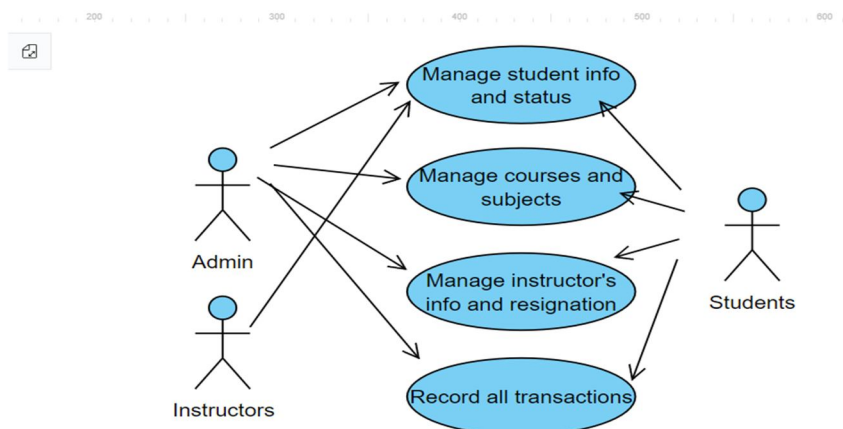 200
300
400
500
600
Manage student info
and status
Manage courses and
subjects
Admin
Manage instructor's
info and resignation
Students
Instructors
Record all transactions